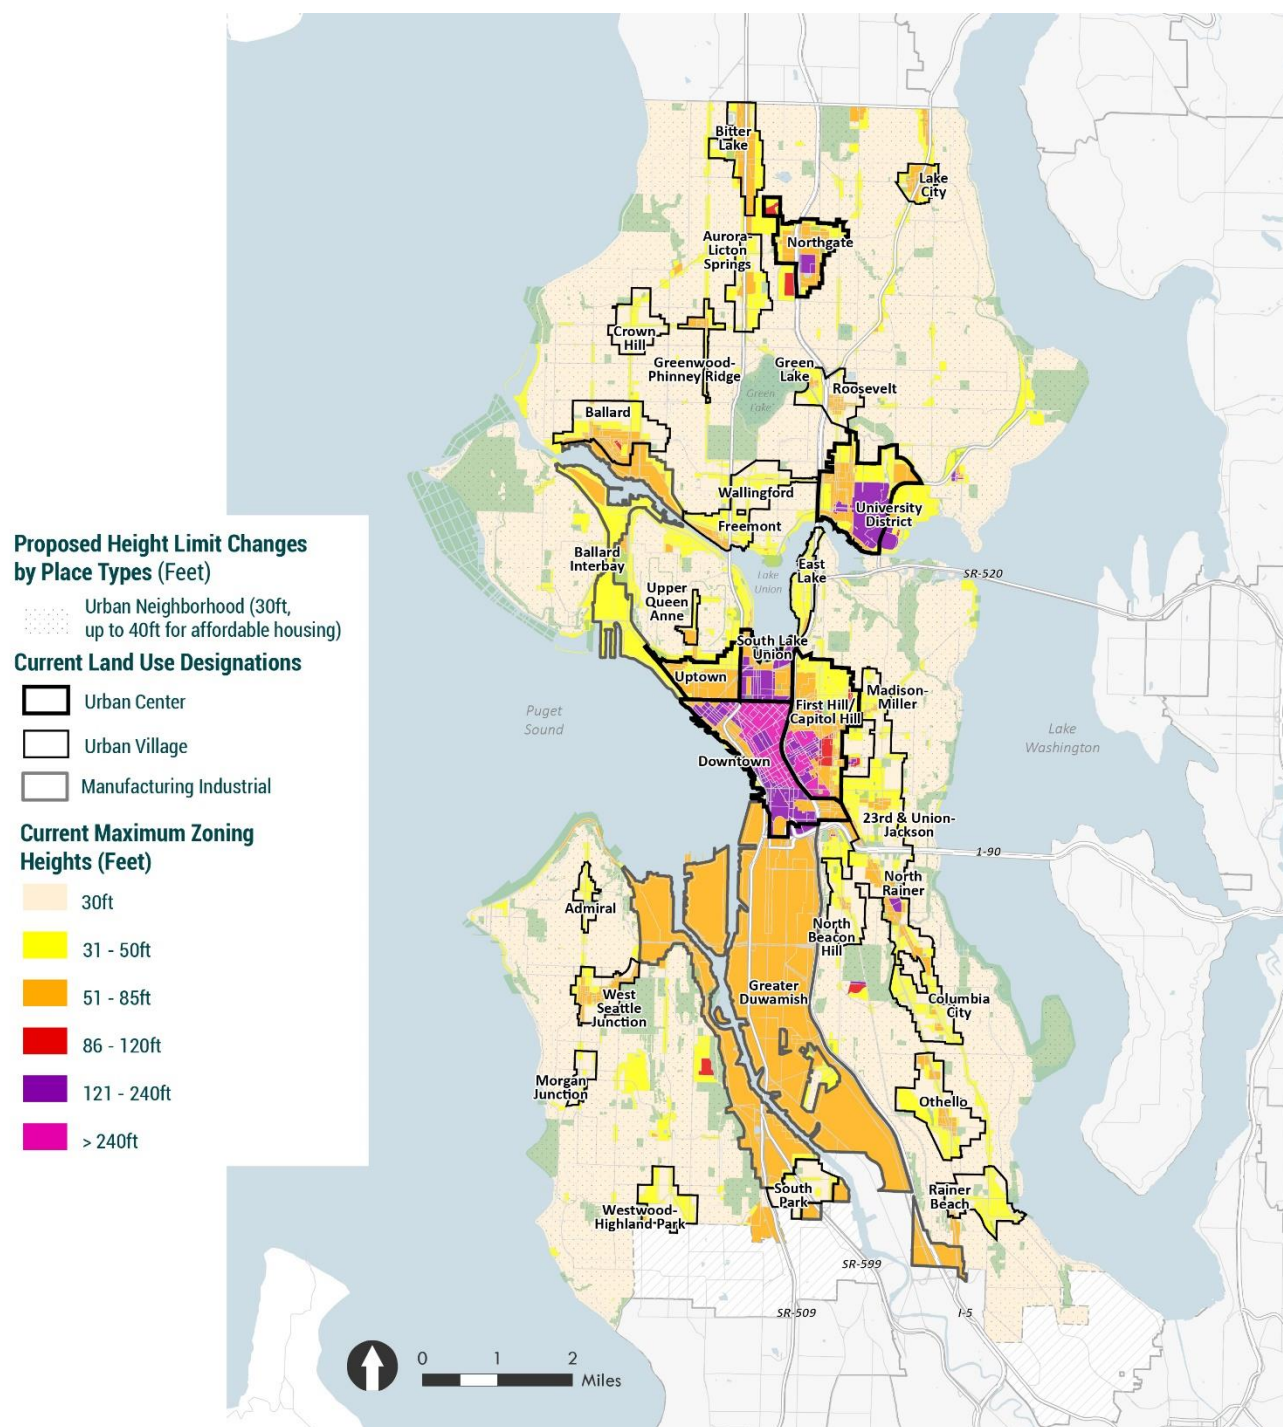 Bitter
Lake
Lake
City
Aurora-
Licton
Springs
Northgate
Crown
Hill
Greenwood-
Phinney Ridge
Green
Lake
Roosevelt
Green
Lake
Ballard
Wallingford
Freemont
University
District
Ballard
Interbay
East
Lake
Lake
Union
SR-520
Upper
Queen
Anne
South Lake
Union
Uptown
Madison-
Miller
First Hill/
Capitol Hill
Puget
Sound
Lake
Washington
Downtown
23rd & Union-
Jackson
1-90
North
Rainer
Admiral
North
Beacon
Hill
West
Seattle
Junction
Greater
Duwamish
Columbia
City
Morgan
Junction
Othello
South
Park
Rainer
Beach
Westwood-
Highland Park
SR-599
SR-509
I-5
Proposed Height Limit Changes
by Place Types (Feet)
Urban Neighborhood (30ft,
up to 40ft for affordable housing)
Current Land Use Designations
Urban Center
Urban Village
Manufacturing Industrial
Current Maximum Zoning
Heights (Feet)
30ft
31 - 50ft
51 - 85ft
86 - 120ft
121 - 240ft
> 240ft
0 1 2
Miles